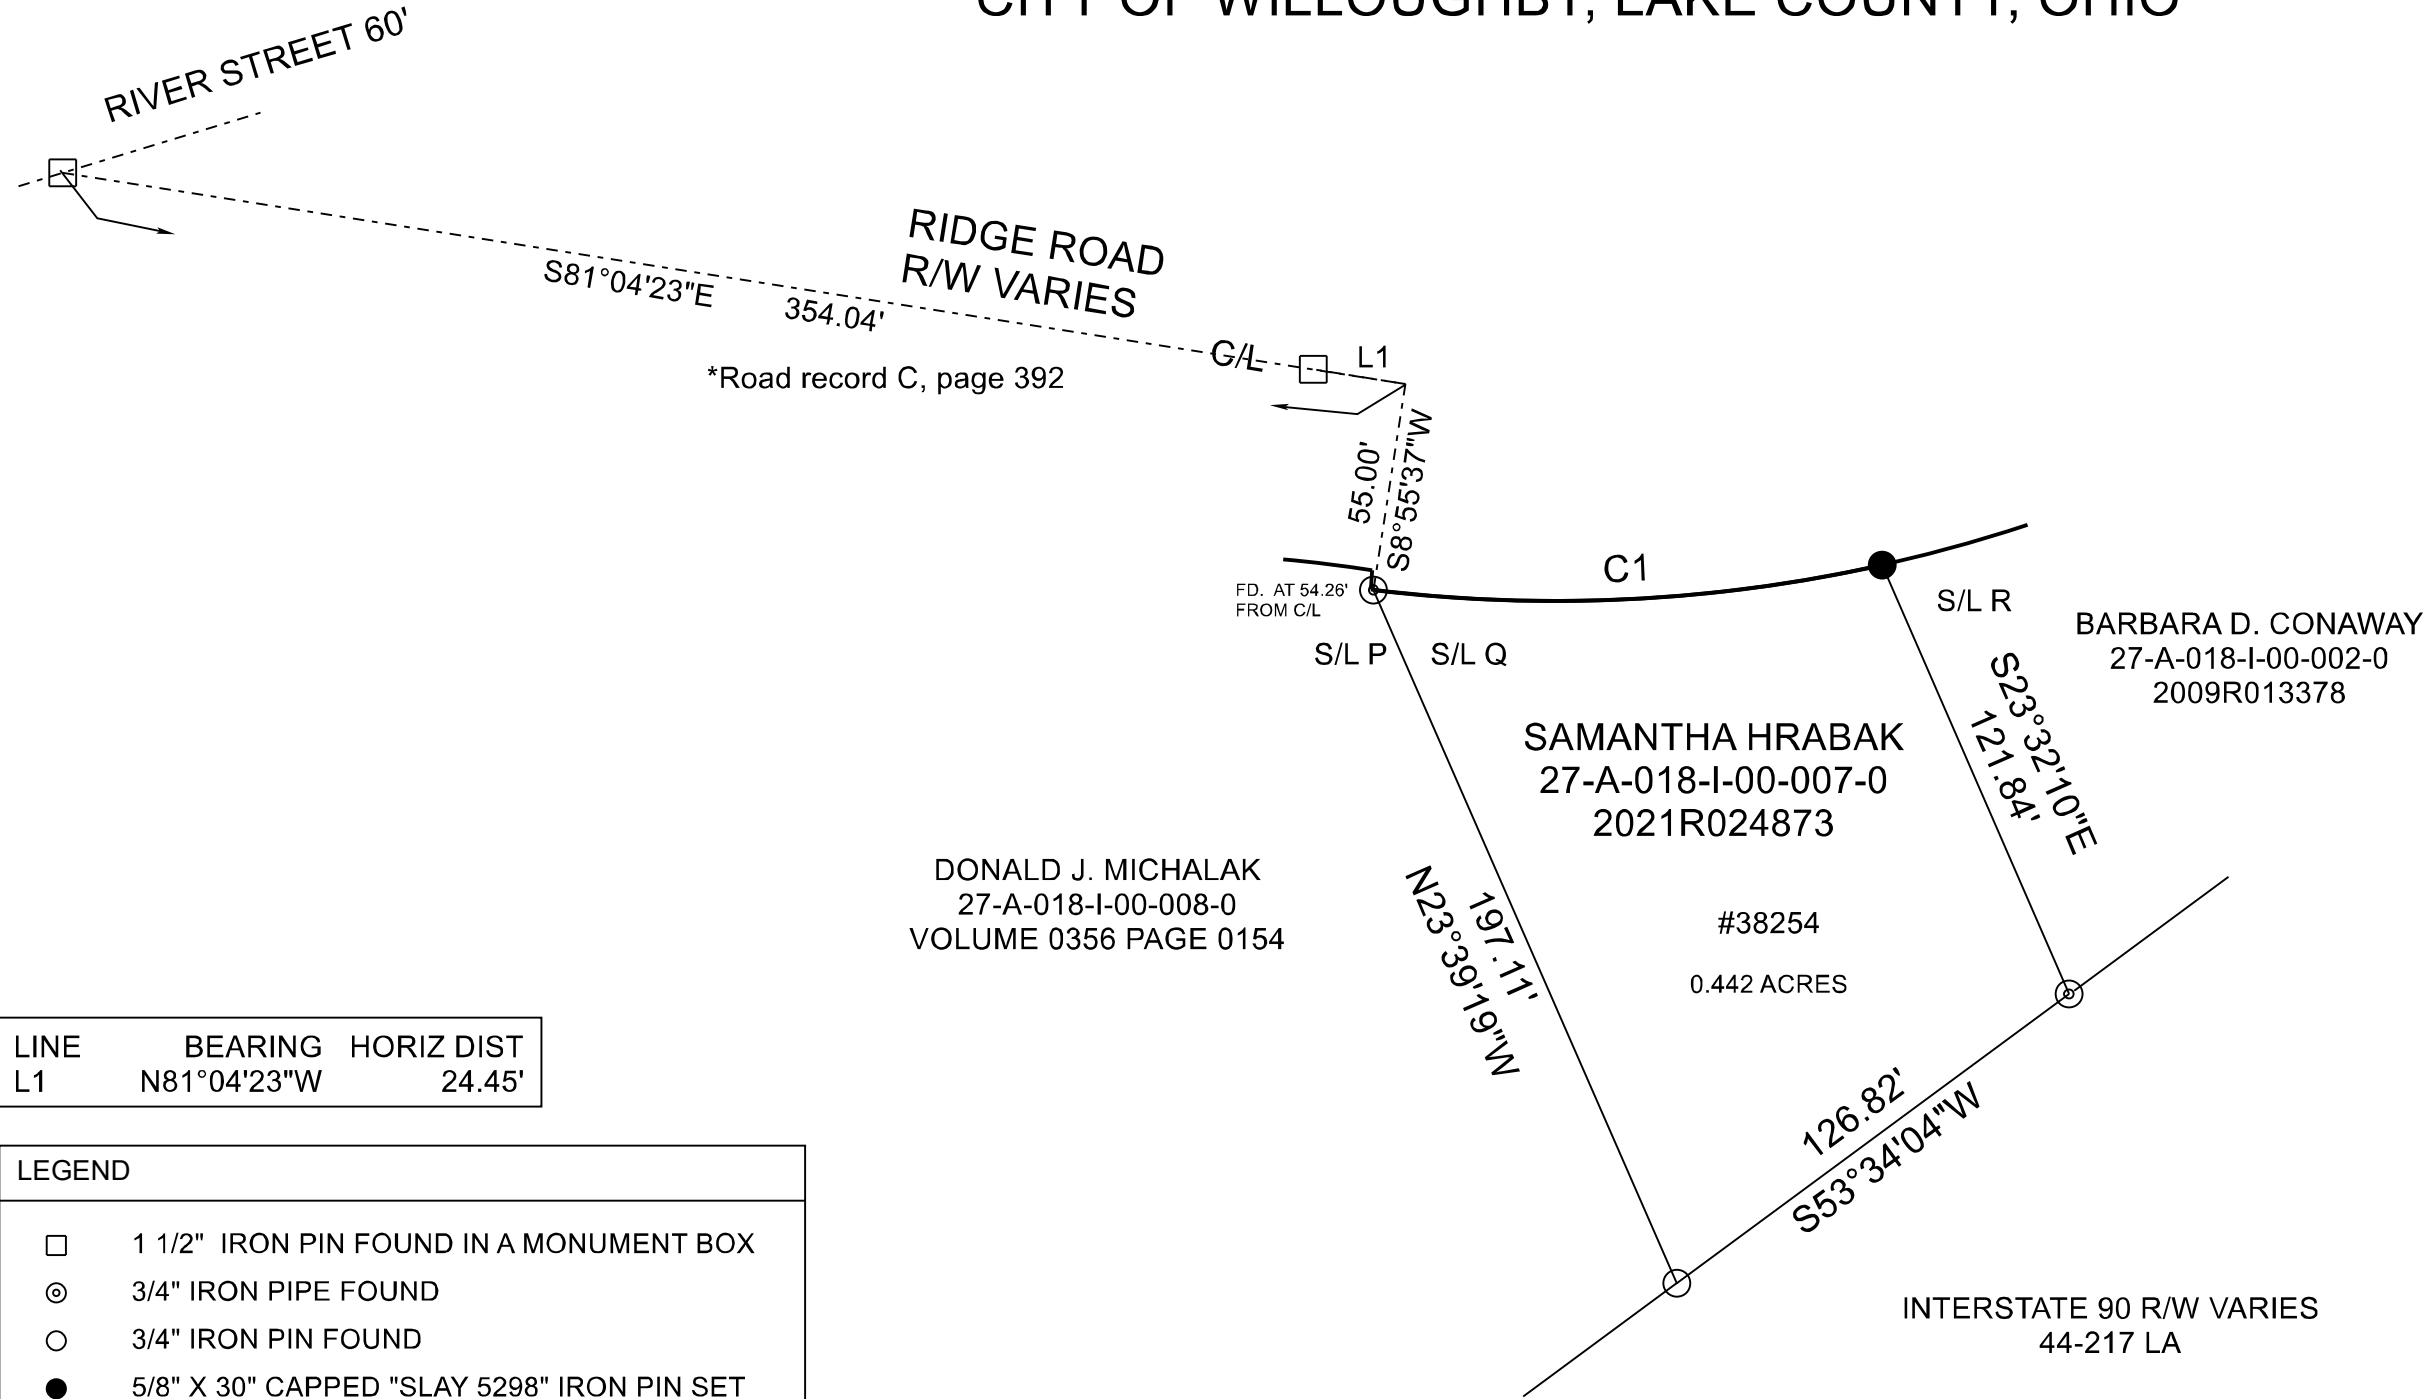 CITY OF WILLOUGHBY, LAKE COUNTY, OHIO
RIVER STREET 60'
RIDGE ROAD
R/W VARIES
S81°04'23"E
354.04'
C/L
L1
*Road record C, page 392
55.00'
S8°55'37"W
C1
FD. AT 54.26'
FROM C/L
S/L P
S/L Q
S/L R
BARBARA D. CONAWAY
27-A-018-I-00-002-0
2009R013378
S23°32'10"E
121.84'
SAMANTHA HRABAK
27-A-018-I-00-007-0
2021R024873
DONALD J. MICHALAK
27-A-018-I-00-008-0
VOLUME 0356 PAGE 0154
197.11'
N23°39'19"W
#38254
0.442 ACRES
126.82'
S53°34'04"W
LINE BEARING HORIZ DIST
L1 N81°04'23"W 24.45'
LEGEND
1 1/2" IRON PIN FOUND IN A MONUMENT BOX
3/4" IRON PIPE FOUND
3/4" IRON PIN FOUND
5/8" X 30" CAPPED "SLAY 5298" IRON PIN SET
INTERSTATE 90 R/W VARIES
44-217 LA